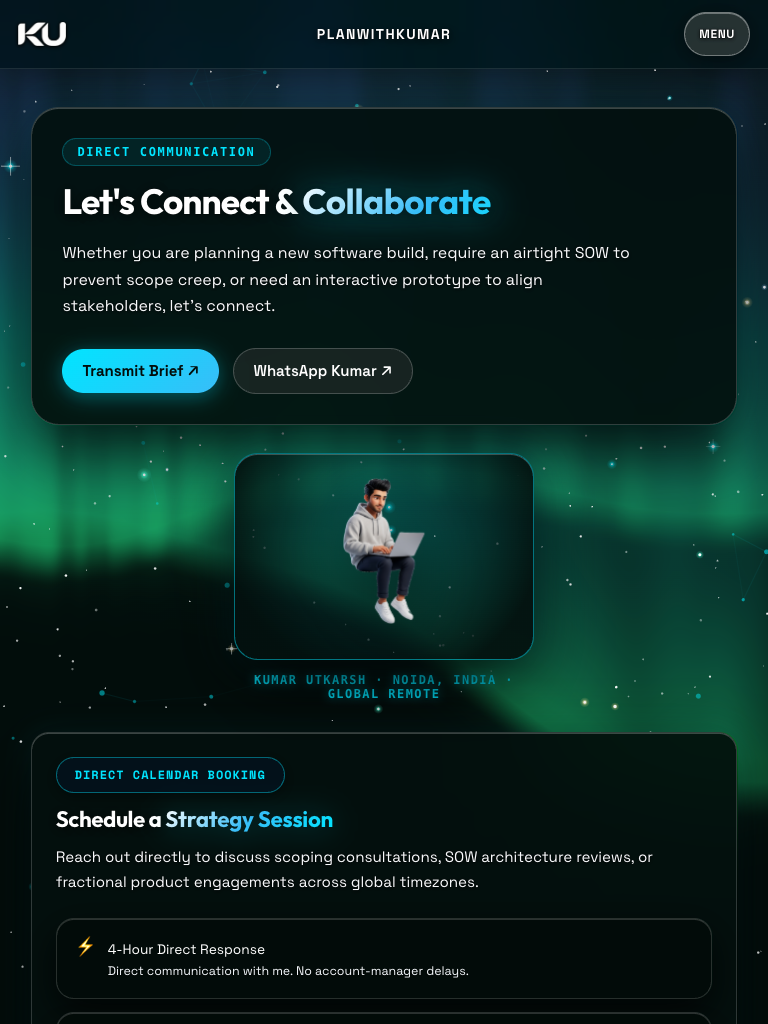 KU
PLANWITHKUMAR
MENU
DIRECT COMMUNICATION
Let's Connect & Collaborate
Whether you are planning a new software build, require an airtight SOW to
prevent scope creep, or need an interactive prototype to align
stakeholders, let's connect.
Transmit Brief ↗
WhatsApp Kumar ↗
KUMAR UTKARSH · NOIDA, INDIA ·
GLOBAL REMOTE
DIRECT CALENDAR BOOKING
Schedule a Strategy Session
Reach out directly to discuss scoping consultations, SOW architecture reviews, or
fractional product engagements across global timezones.
⚡ 4-Hour Direct Response
Direct communication with me. No account-manager delays.